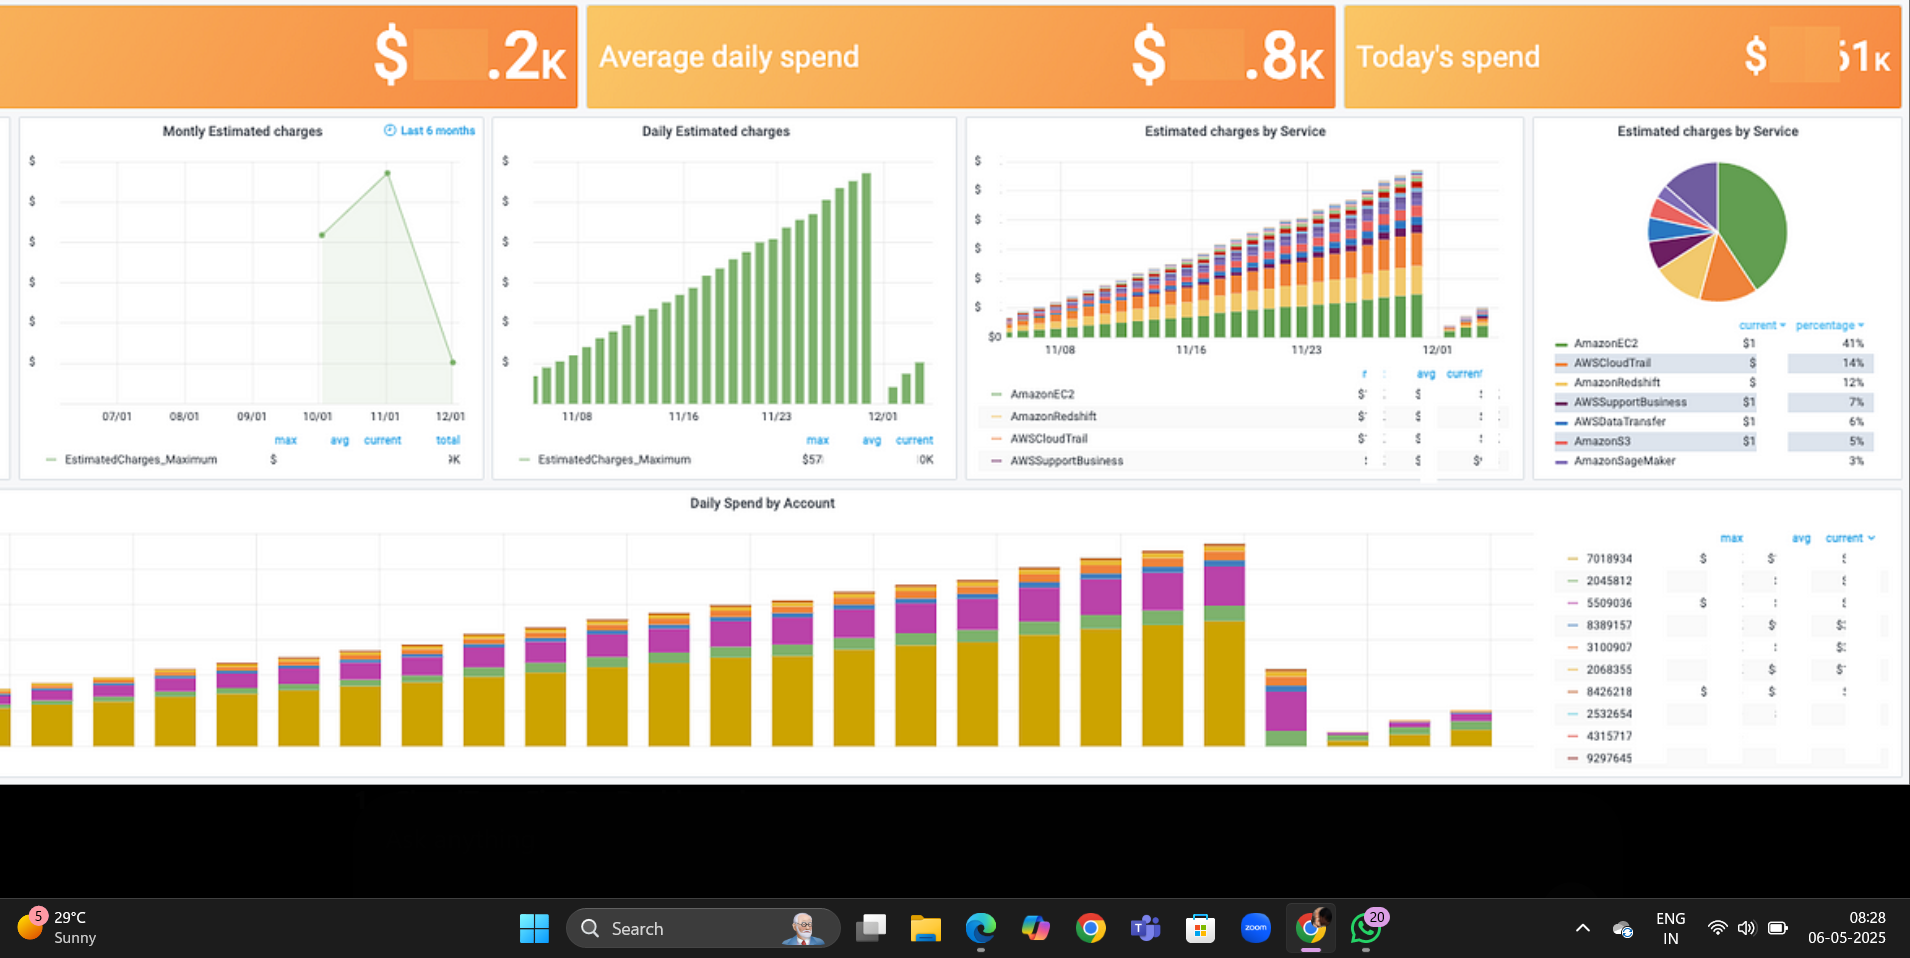 $ .2K
Average daily spend
$ .8K
Today's spend
$ 61K
Montly Estimated charges
Last 6 months
$
$
$
$
$
$
07/01 08/01 09/01 10/01 11/01 12/01
max avg current total
EstimatedCharges_Maximum $ 9K
Daily Estimated charges
$
$
$
$
$
$
11/08 11/16 11/23 12/01
max avg current
EstimatedCharges_Maximum $57 0K
Estimated charges by Service
$
$
$
$
$
$
$0
11/08 11/16 11/23 12/01
avg current
AmazonEC2 $ $
AmazonRedshift $ $
AWSCloudTrail $ $
AWSSupportBusiness $ $
Estimated charges by Service
current percentage
AmazonEC2 $1 41%
AWSCloudTrail $ 14%
AmazonRedshift $ 12%
AWSSupportBusiness $1 7%
AWSDataTransfer $1 6%
AmazonS3 $1 5%
AmazonSageMaker 3%
Daily Spend by Account
max avg current
7018934 $ $
2045812
5509036 $
8389157 $ $
3100907 $
2068355 $ $
8426218 $ $
2532654
4315717
9297645
5
29°C
Sunny
Search
zoom
20
ENG
IN
08:28
06-05-2025